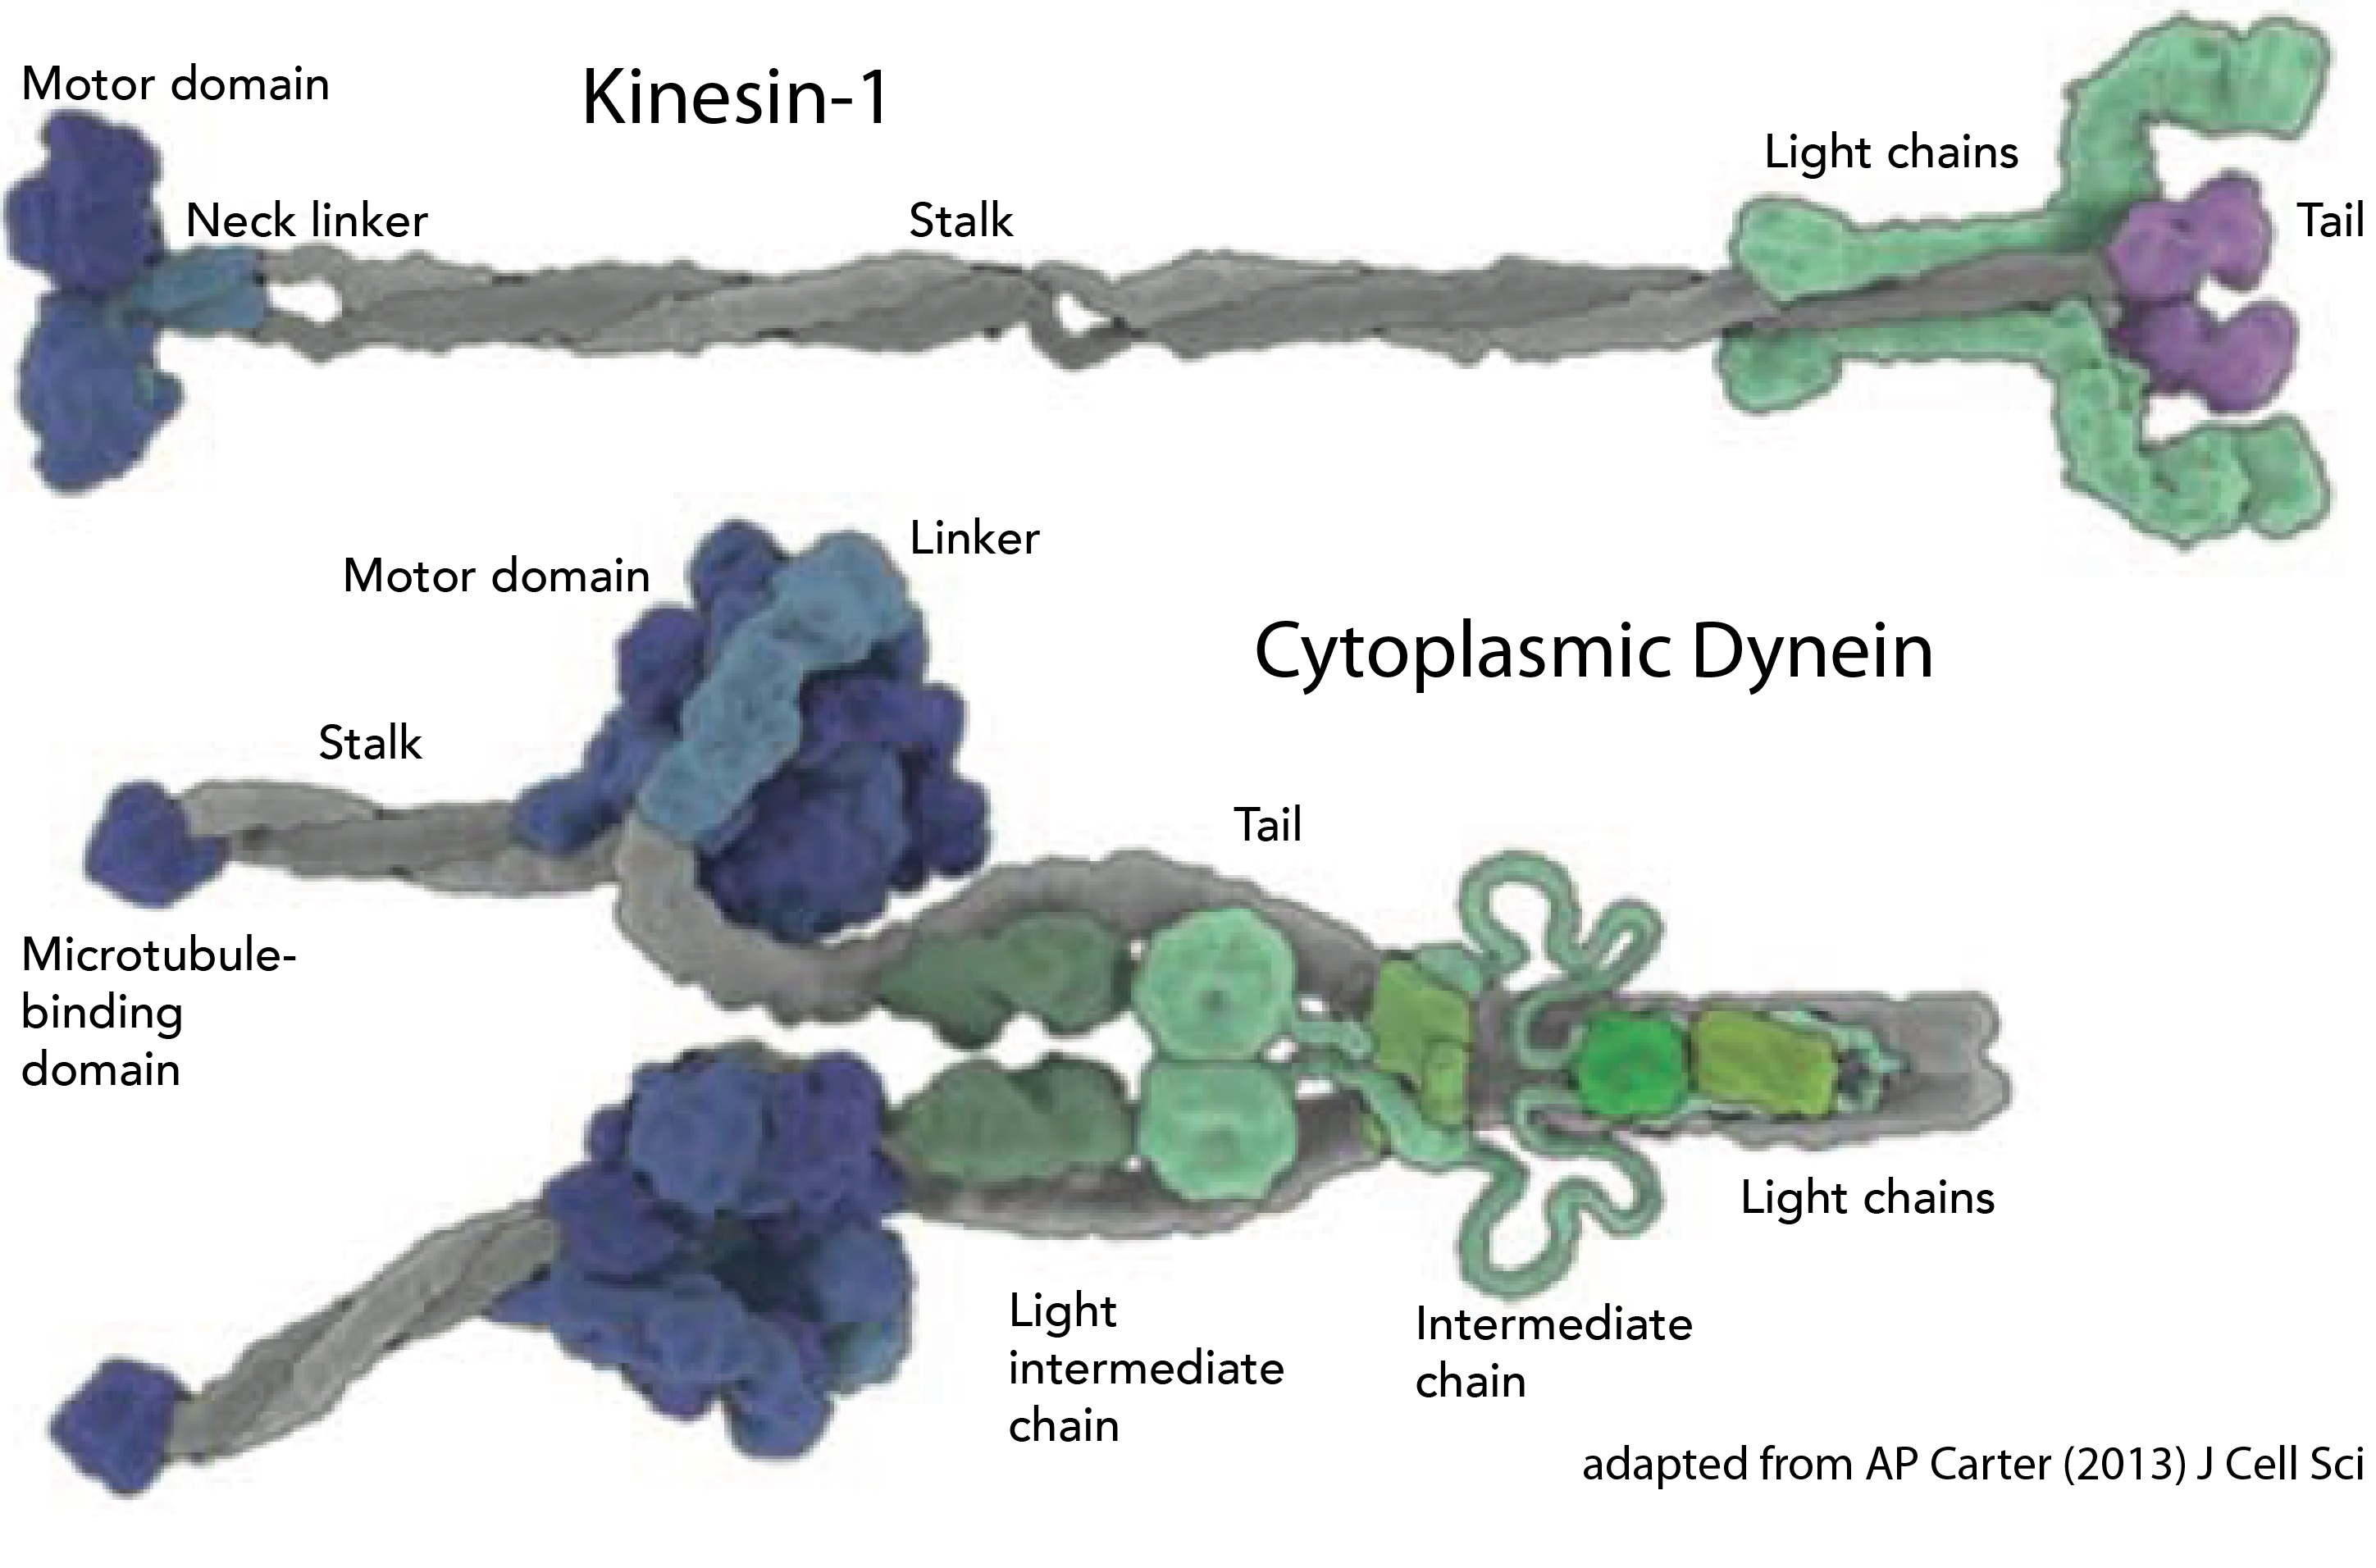 Motor domain
Kinesin-1
Light chains
Neck linker
Stalk
Tail
Linker
Motor domain
Cytoplasmic Dynein
Stalk
Tail
Microtubule-
binding
domain
Light chains
Light
intermediate
chain
Intermediate
chain
adapted from AP Carter (2013) J Cell Sci